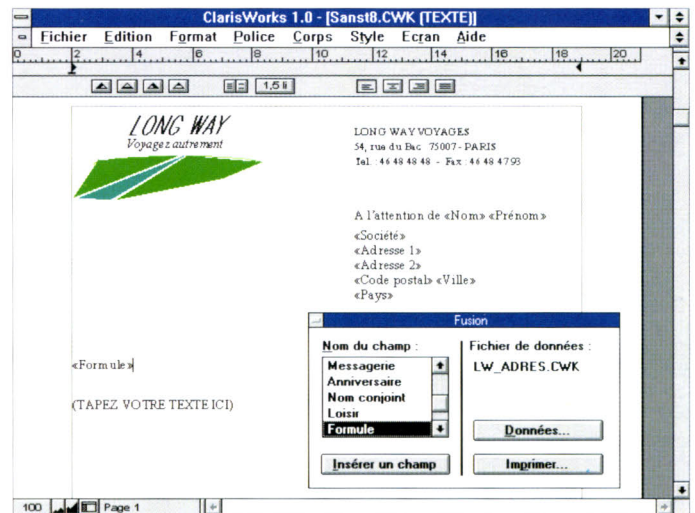 ClarisWorks 1.0 - [Sanst8.CWK (TEXTE)]
Fichier Edition Format Police Corps Style Ecran Aide
0 2 4 6 8 10 12 14 16 18 20
1,5 li
LONG WAY
Voyagez autrement
LONG WAY VOYAGES
54, rue du Bac 75007 - PARIS
Tel. : 46 48 48 48 - Fax : 46 48 47 93
A l'attention de «Nom» «Prénom»
«Société»
«Adresse 1»
«Adresse 2»
«Code postal» «Ville»
«Pays»
«Formule»
(TAPEZ VOTRE TEXTE ICI)
Fusion
Nom du champ :
Messagerie
Anniversaire
Nom conjoint
Loisir
Formule
Insérer un champ
Fichier de données :
LW_ADRES.CWK
Données...
Imprimer...
100 Page 1